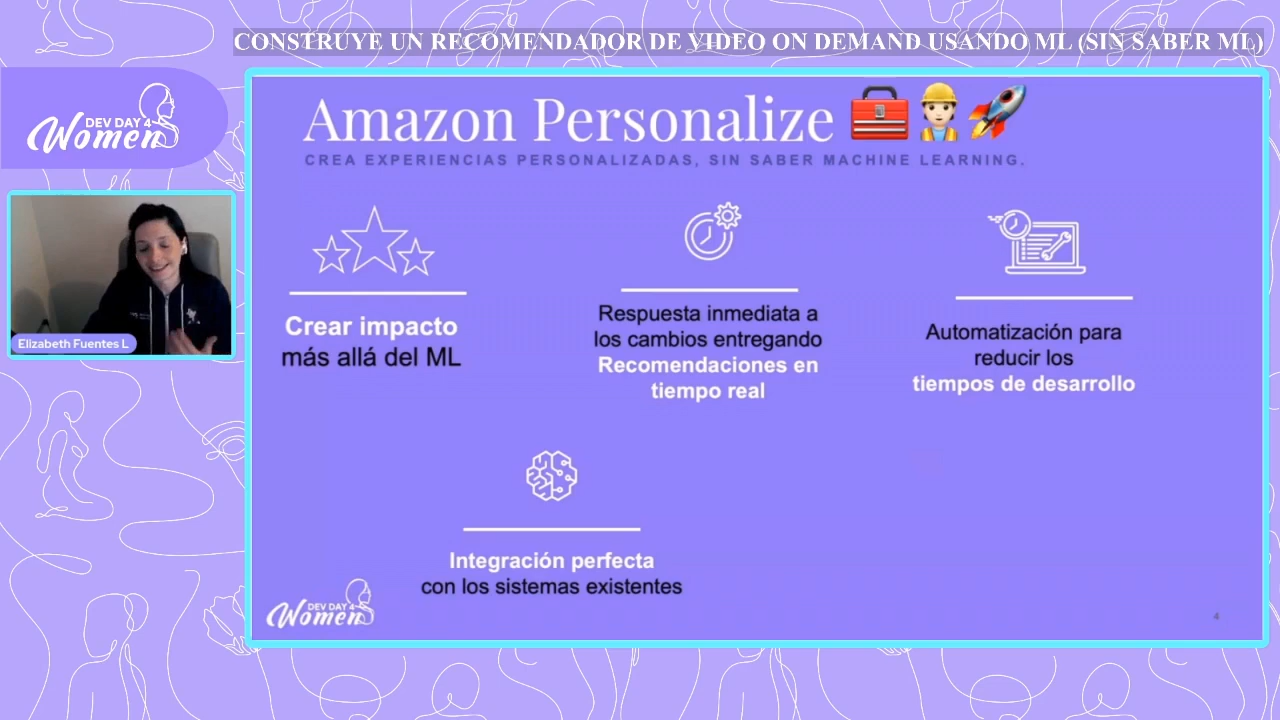 CONSTRUYE UN RECOMENDADOR DE VIDEO ON DEMAND USANDO ML (SIN SABER ML)
DEV DAY 4
Women
Elizabeth Fuentes L
Amazon Personalize
CREA EXPERIENCIAS PERSONALIZADAS, SIN SABER MACHINE LEARNING.
Crear impacto
más allá del ML
Respuesta inmediata a
los cambios entregando
Recomendaciones en
tiempo real
Automatización para
reducir los
tiempos de desarrollo
Integración perfecta
con los sistemas existentes
DEV DAY 4
Women
4